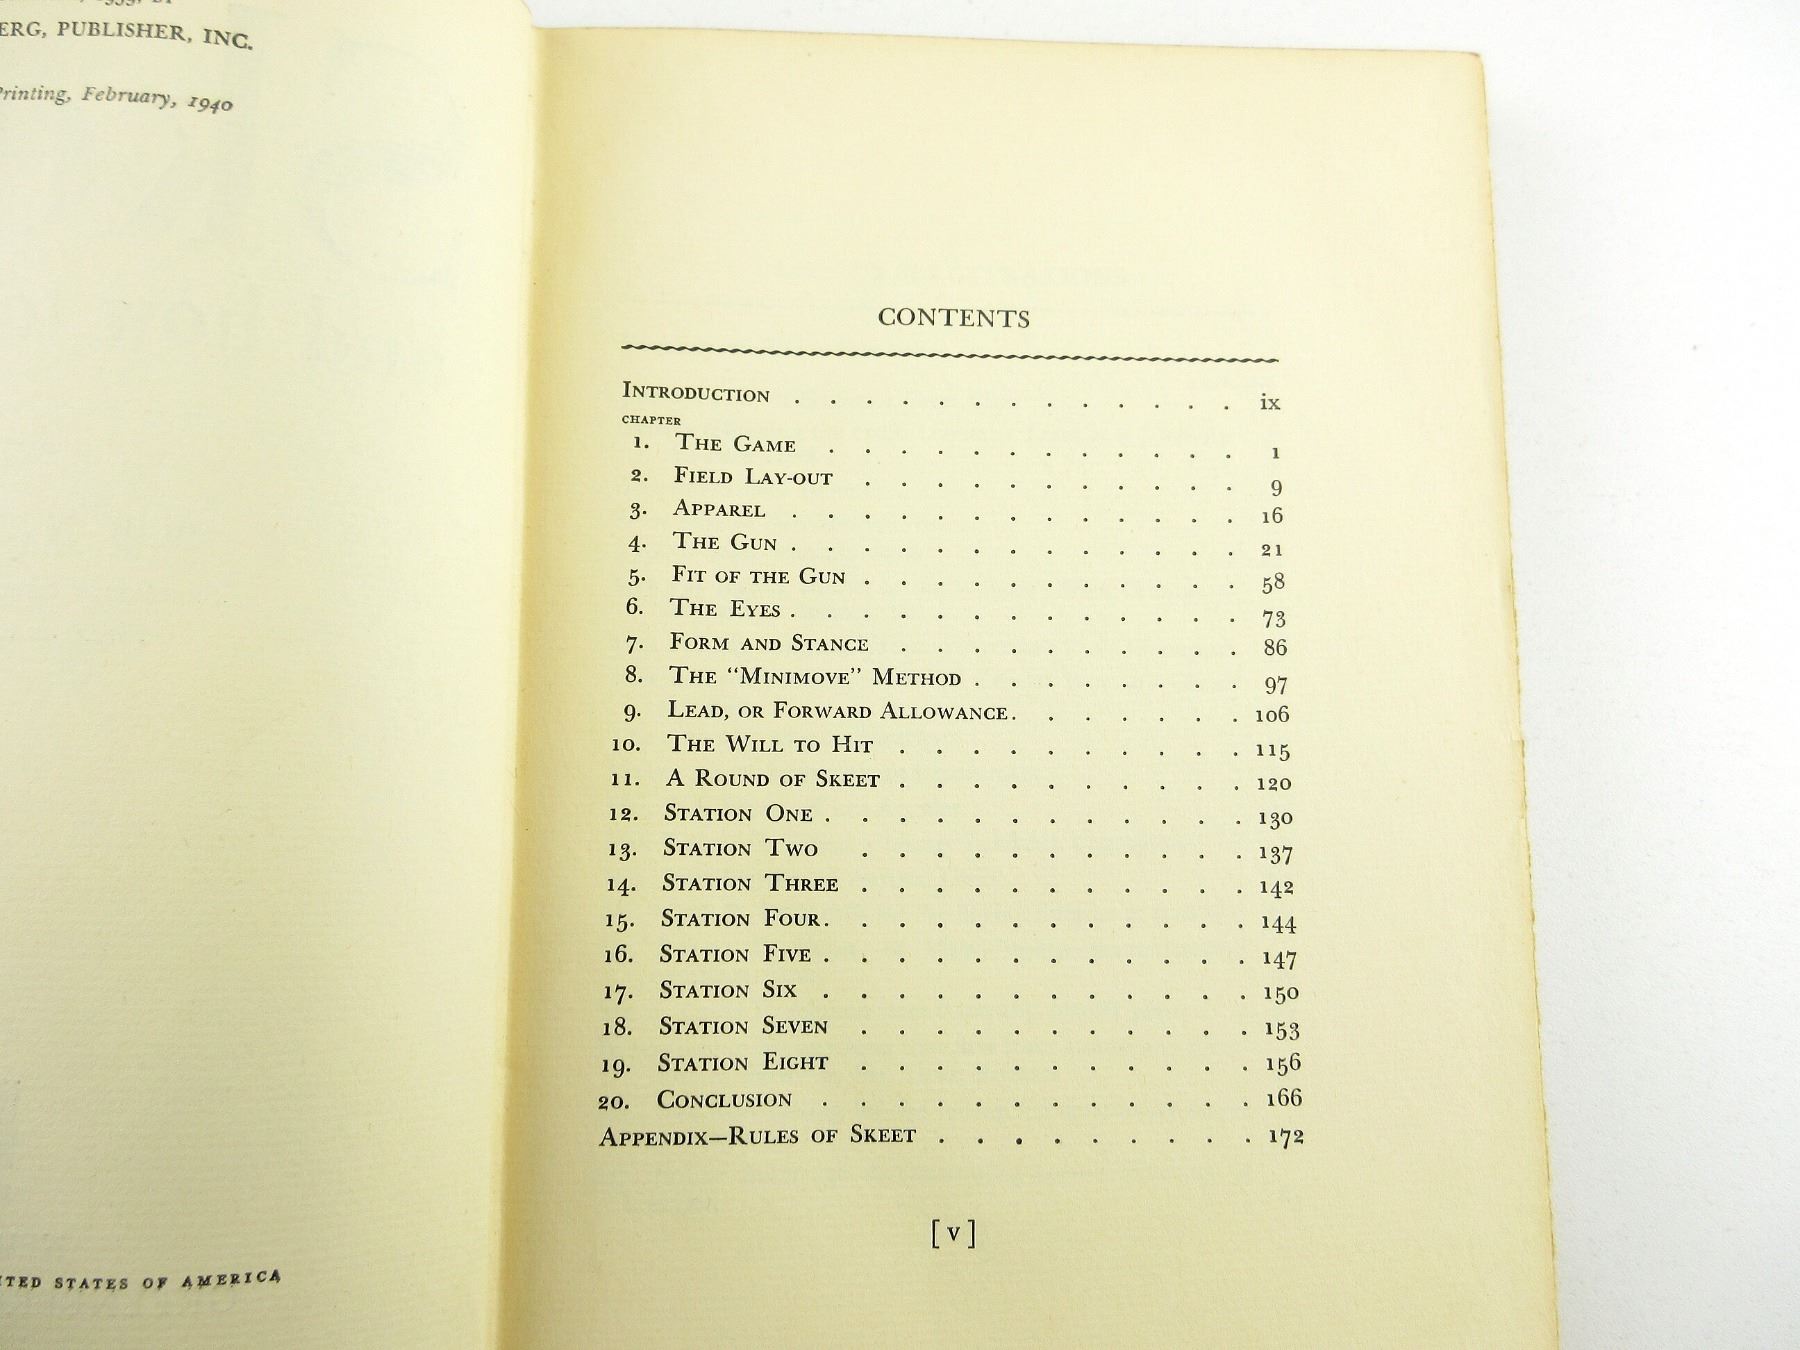 ERG, PUBLISHER, INC.
Printing, February, 1940
ITED STATES OF AMERICA
CONTENTS
INTRODUCTION . . . . . . . . . . . . . ix
CHAPTER
1. THE GAME . . . . . . . . . . . . 1
2. FIELD LAY-OUT . . . . . . . . . . . 9
3. APPAREL . . . . . . . . . . . . . 16
4. THE GUN . . . . . . . . . . . . . 21
5. FIT OF THE GUN . . . . . . . . . . . 58
6. THE EYES . . . . . . . . . . . . . 73
7. FORM AND STANCE . . . . . . . . . . 86
8. THE “MINIMOVE” METHOD . . . . . . . . 97
9. LEAD, OR FORWARD ALLOWANCE . . . . . . . 106
10. THE WILL TO HIT . . . . . . . . . . 115
11. A ROUND OF SKEET . . . . . . . . . . 120
12. STATION ONE . . . . . . . . . . . . 130
13. STATION TWO . . . . . . . . . . . 137
14. STATION THREE . . . . . . . . . . . 142
15. STATION FOUR . . . . . . . . . . . . 144
16. STATION FIVE . . . . . . . . . . . . 147
17. STATION SIX . . . . . . . . . . . . 150
18. STATION SEVEN . . . . . . . . . . . 153
19. STATION EIGHT . . . . . . . . . . . 156
20. CONCLUSION . . . . . . . . . . . . 166
APPENDIX—RULES OF SKEET . . . . . . . . . 172
[ v ]